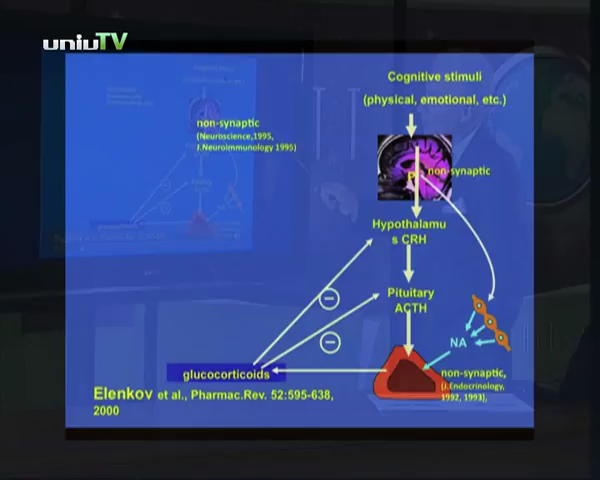 uniuTV
Cognitive stimuli
(physical, emotional, etc.)
non-synaptic
(Neuroscience,1995,
J.Neuroimmunology 1995)
P
non-synaptic
Hypothalamu
s CRH
Pituitary
ACTH
NA
glucocorticoids
non-synaptic,
(J.Endocrinology,
1992, 1993),
Elenkov et al., Pharmac.Rev. 52:595-638,
2000